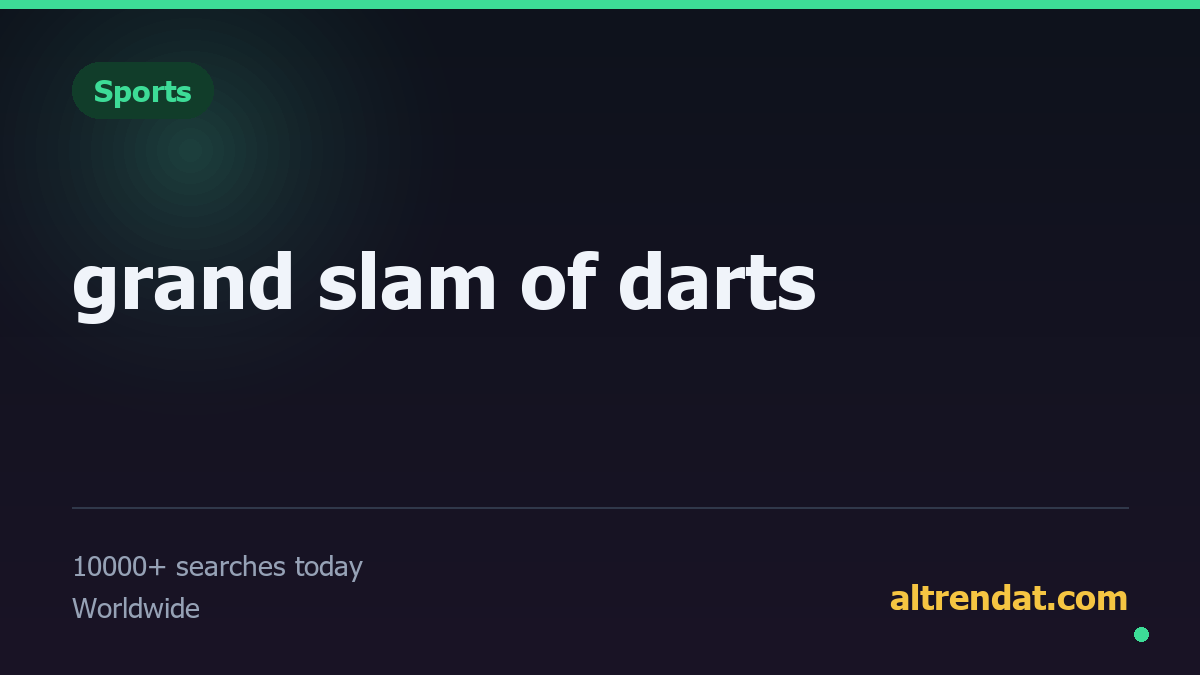 Sports
grand slam of darts
10000+ searches today
Worldwide
altrendat.com